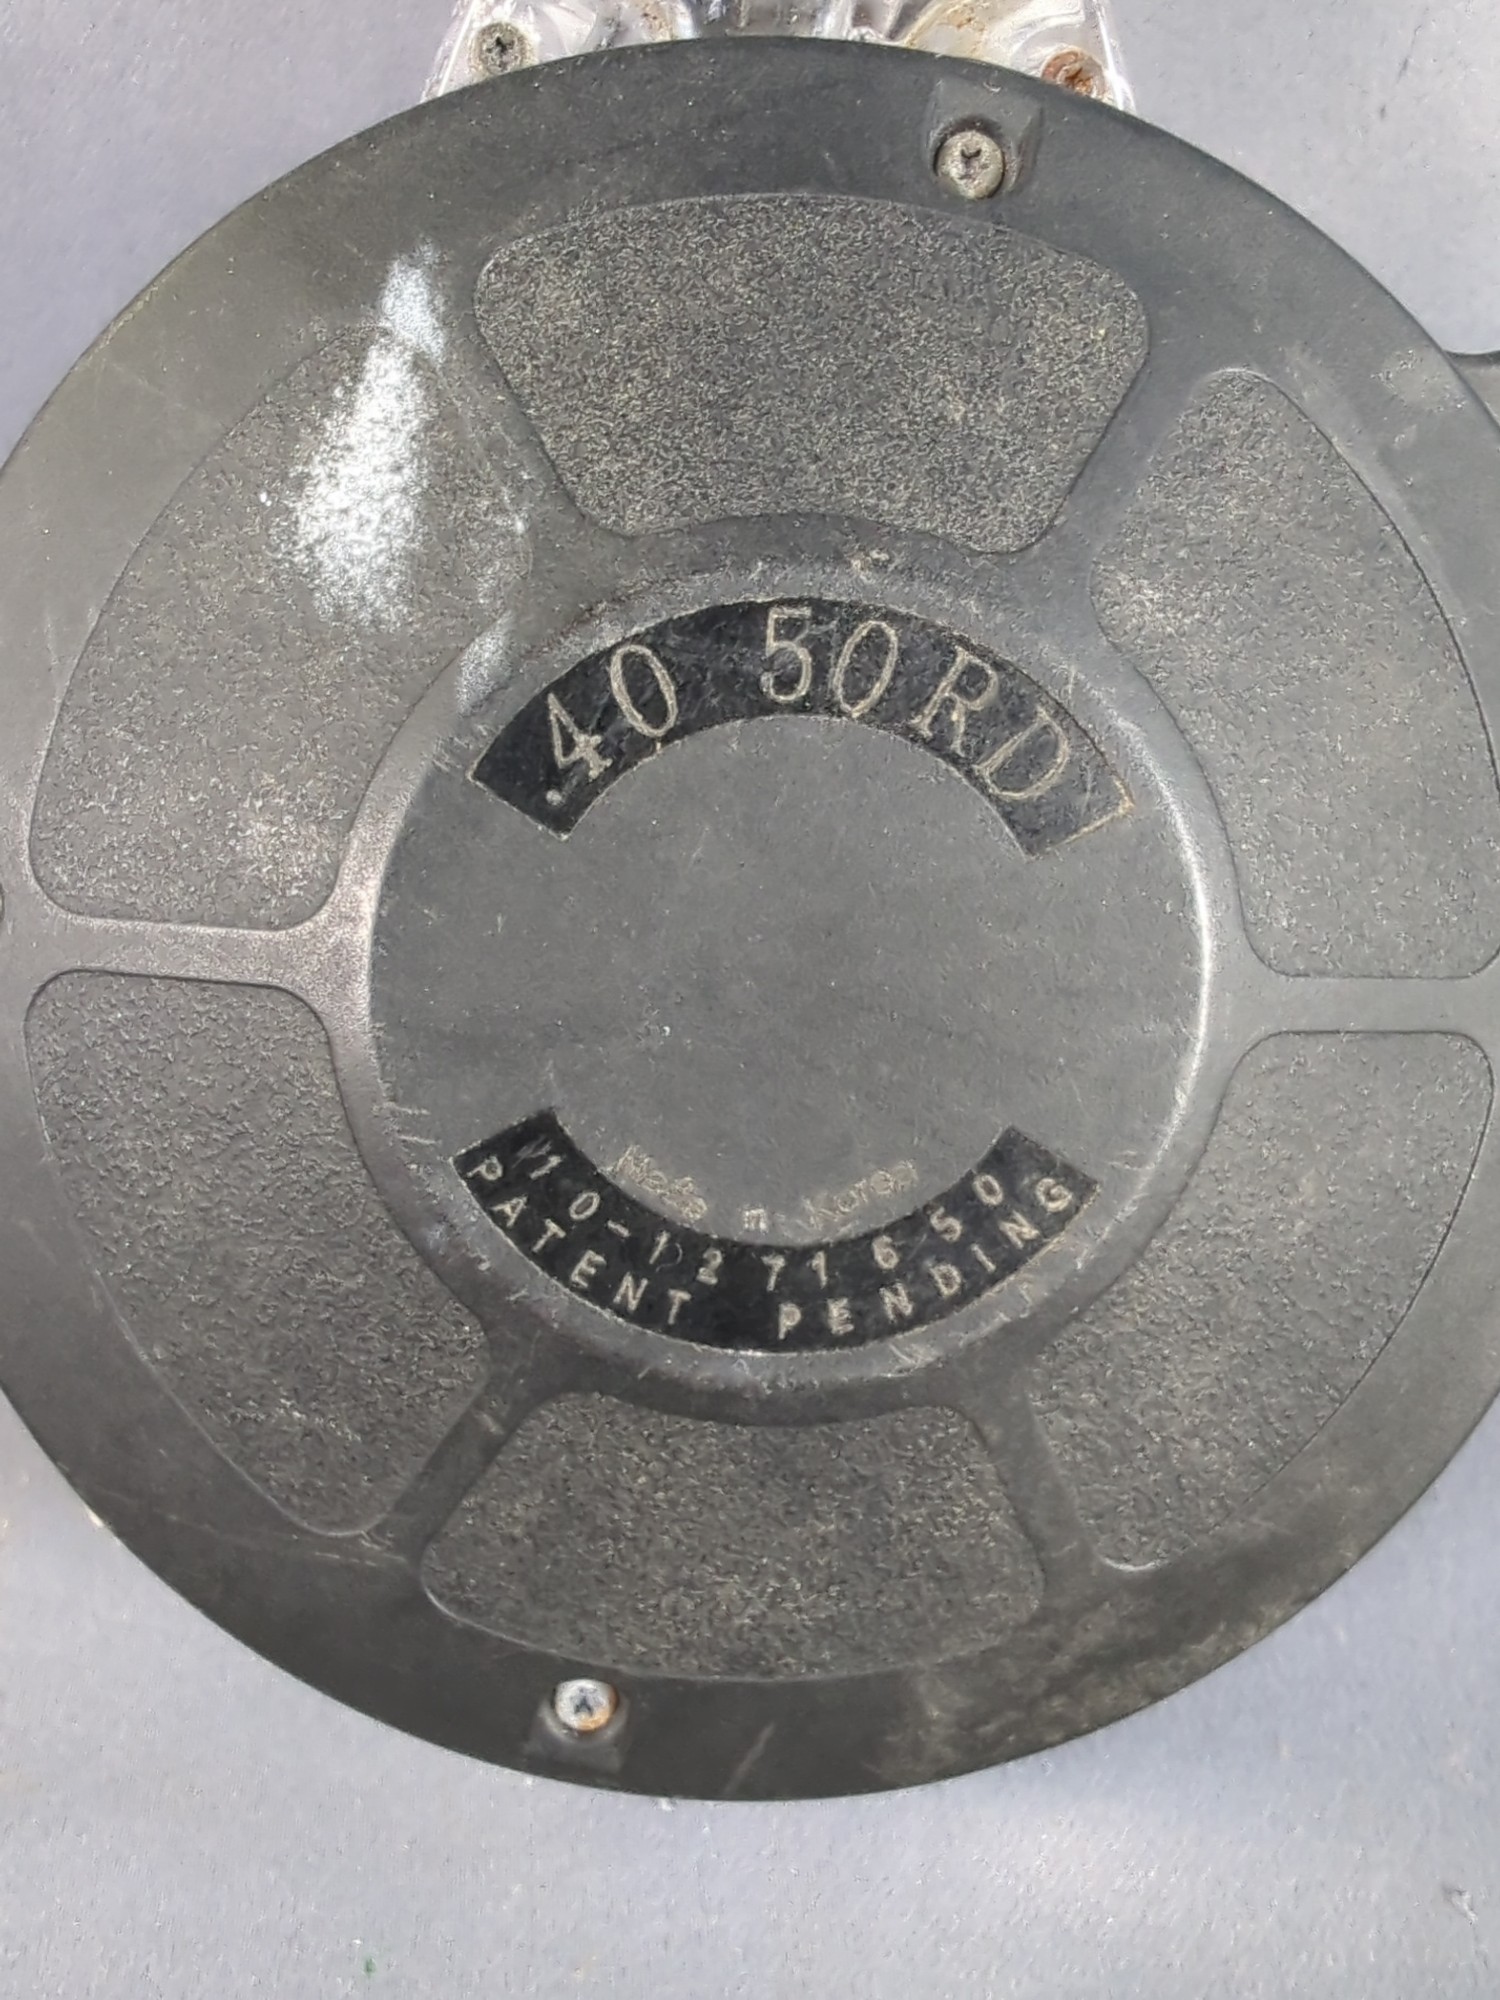 .40 50RD
Made in Korea
10-1271650
PATENT PENDING